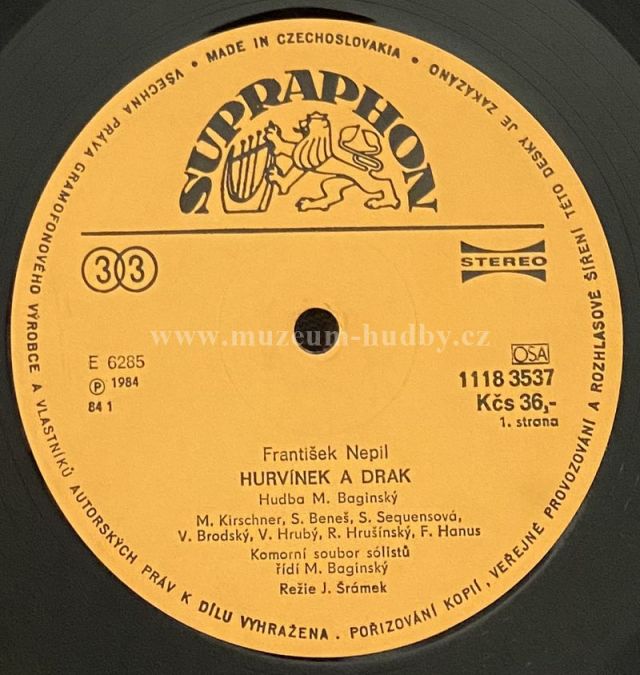 VŠECHNA PRÁVA GRAMOFONOVÉHO VÝROBCE A VLASTNÍKŮ AUTORSKÝCH PRÁV K DÍLU VYHRAŽENA . POŘIZOVÁNÍ KOPIÍ, VEŘEJNÉ PROVOZOVÁNÍ A ROZHLASOVÉ ŠÍŘENÍ TÉTO DESKY JE ZAKÁZÁNO
• MADE IN CZECHOSLOVAKIA •
SUPRAPHON
33
STEREO
www.muzeum-hudby.cz
E 6285
℗ 1984
84 1
OSA
1118 3537
Kčs 36,-
1. strana
František Nepil
HURVÍNEK A DRAK
Hudba M. Baginský
M. Kirschner, S. Beneš, S. Sequensová,
V. Brodský, V. Hrubý, R. Hrušínský, F. Hanus
Komorní soubor sólistů
řídí M. Baginský
Režie J. Šrámek